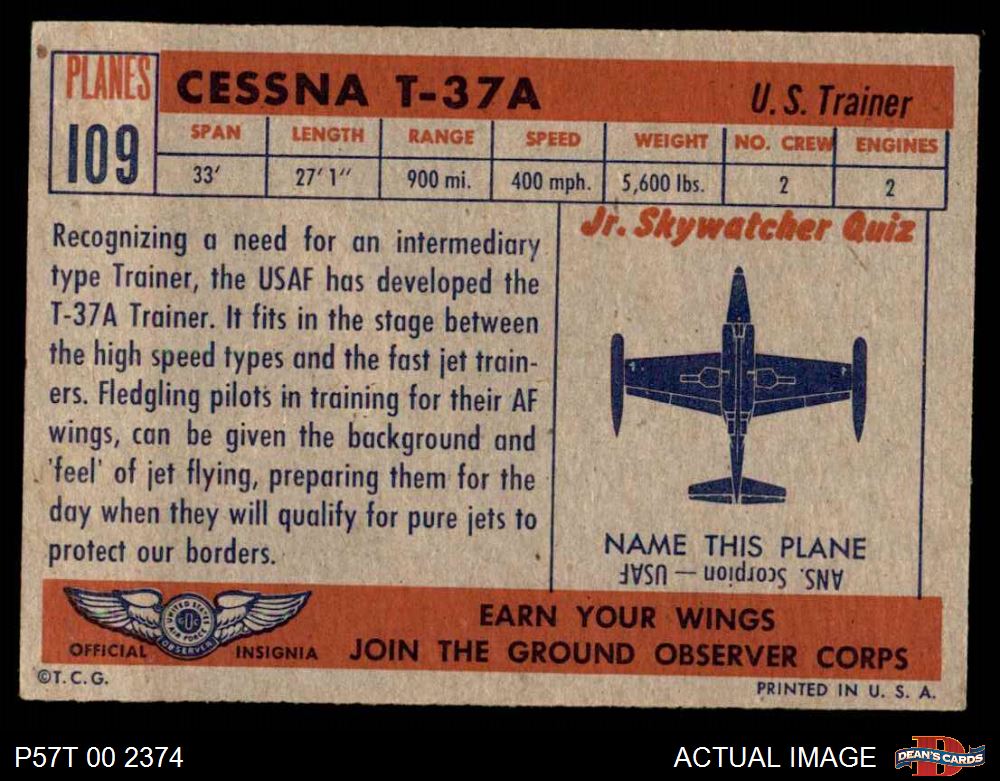 PLANES
109
CESSNA T-37A
U. S. Trainer
SPAN LENGTH RANGE SPEED WEIGHT NO. CREW ENGINES
33′ 27′ 1″ 900 mi. 400 mph. 5,600 lbs. 2 2
Recognizing a need for an intermediary
type Trainer, the USAF has developed the
T-37A Trainer. It fits in the stage between
the high speed types and the fast jet train-
ers. Fledgling pilots in training for their AF
wings, can be given the background and
'feel' of jet flying, preparing them for the
day when they will qualify for pure jets to
protect our borders.
Jr. Skywatcher Quiz
NAME THIS PLANE
ANS. Scorpion — USAF
UNITED STATES
GOC
AIR FORCE
OBSERVER
OFFICIAL INSIGNIA
EARN YOUR WINGS
JOIN THE GROUND OBSERVER CORPS
©T. C. G.
PRINTED IN U. S. A.
P57T 00 2374
ACTUAL IMAGE
D
DEAN'S CARDS